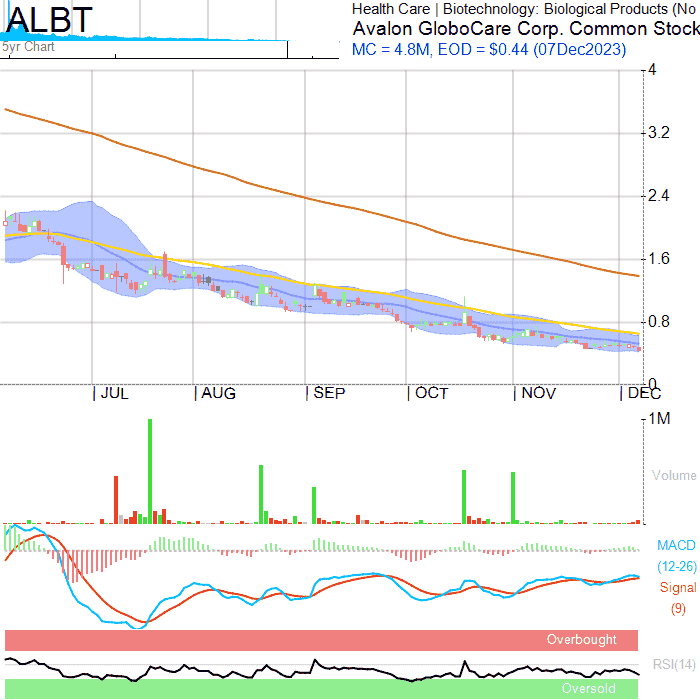 ALBT
5yr Chart
Health Care | Biotechnology: Biological Products (No
Avalon GloboCare Corp. Common Stock
MC = 4.8M, EOD = $0.44 (07Dec2023)
4
3.2
2.4
1.6
0.8
0
JUL AUG SEP OCT NOV DEC
1M
Volume
MACD
(12-26)
Signal
(9)
Overbought
RSI(14)
Oversold